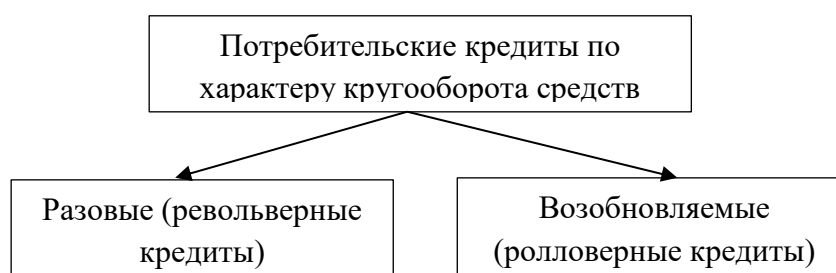 Потребительские кредиты по
характеру кругооборота средств
Разовые (револьверные
кредиты)
Возобновляемые
(ролловерные кредиты)